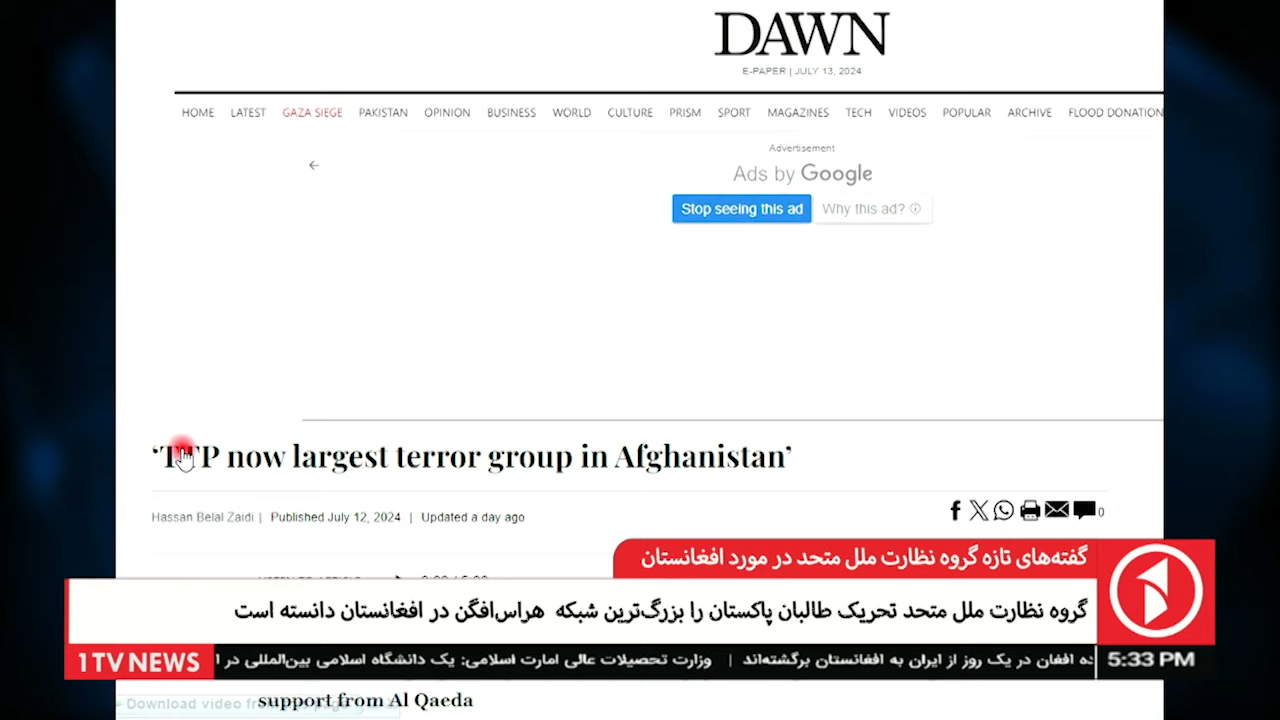 DAWN
E-PAPER | JULY 13, 2024
HOME LATEST GAZA SIEGE PAKISTAN OPINION BUSINESS WORLD CULTURE PRISM SPORT MAGAZINES TECH VIDEOS POPULAR ARCHIVE FLOOD DONATION
Advertisement
Ads by Google
Stop seeing this ad Why this ad?
‘TTP now largest terror group in Afghanistan’
Hassan Belal Zaidi | Published July 12, 2024 | Updated a day ago
0
گفته‌های تازه گروه نظارت ملل متحد در مورد افغانستان
گروه نظارت ملل متحد تحریک طالبان پاکستان را بزرگ‌ترین شبکه هراس‌افگن در افغانستان دانسته است
1TV NEWS
ده افغان در یک روز از ایران به افغانستان برگشته‌اند | وزارت تحصیلات عالی امارت اسلامی: یک دانشگاه اسلامی بین‌المللی در ا
5:33 PM
Download video from
support from Al Qaeda